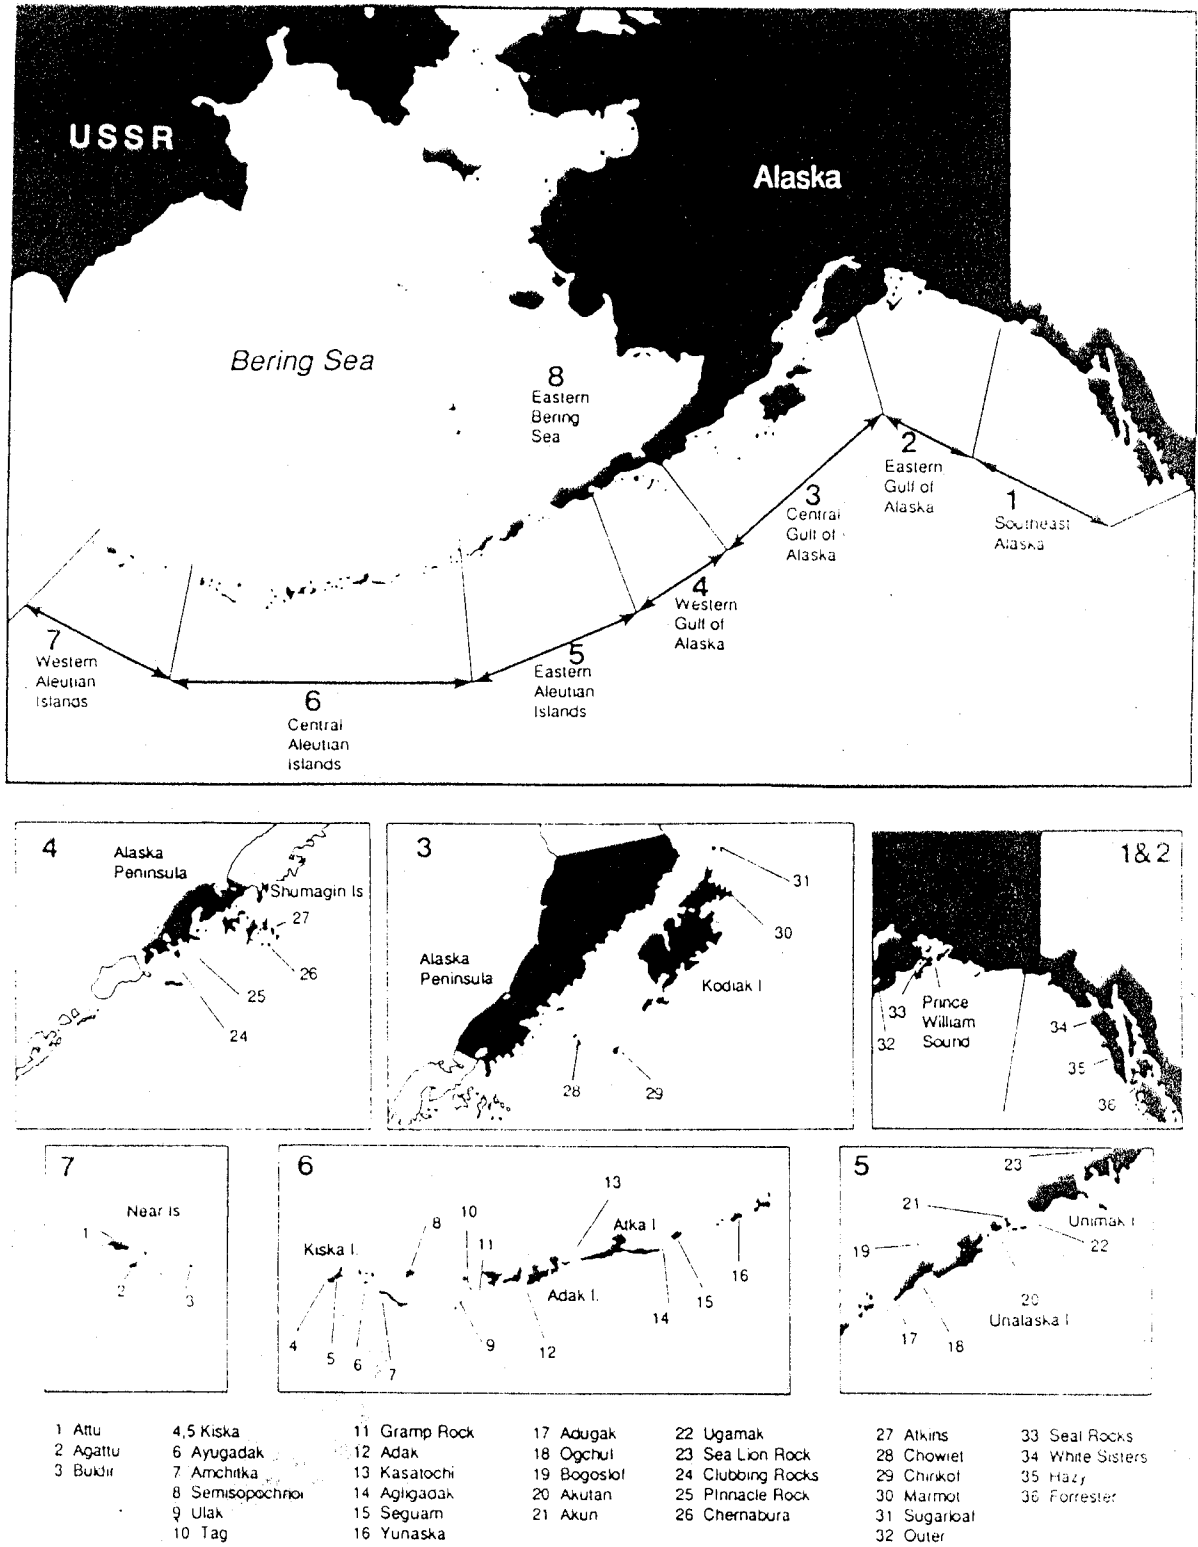 USSR
Alaska
Bering Sea
8
Eastern
Bering
Sea
2
Eastern
Gulf of
Alaska
1
Southeast
Alaska
3
Central
Gulf of
Alaska
4
Western
Gulf of
Alaska
5
Eastern
Aleutian
Islands
6
Central
Aleutian
Islands
7
Western
Aleutian
Islands
4
Alaska
Peninsula
Shumagin Is
27
26
25
24
3
31
30
Alaska
Peninsula
Kodiak I
28
29
1 & 2
33
Prince
William
Sound
32
34
35
36
7
Near Is
1
2
3
6
13
10
8
11
Atka I
Kiska I.
16
Adak I.
15
14
9
4
5
6
7
12
5
23
21
Unimak I
22
19
20
Unalaska I
17
18
1 Attu
2 Agattu
3 Buldir
4,5 Kiska
6 Ayugadak
7 Amchitka
8 Semisopochnoi
9 Ulak
10 Tag
11 Gramp Rock
12 Adak
13 Kasatochi
14 Agligadak
15 Seguam
16 Yunaska
17 Adugak
18 Ogchul
19 Bogoslof
20 Akutan
21 Akun
22 Ugamak
23 Sea Lion Rock
24 Clubbing Rocks
25 Pinnacle Rock
26 Chernabura
27 Atkins
28 Chowiet
29 Chirikof
30 Marmot
31 Sugarloaf
32 Outer
33 Seal Rocks
34 White Sisters
35 Hazy
36 Forrester